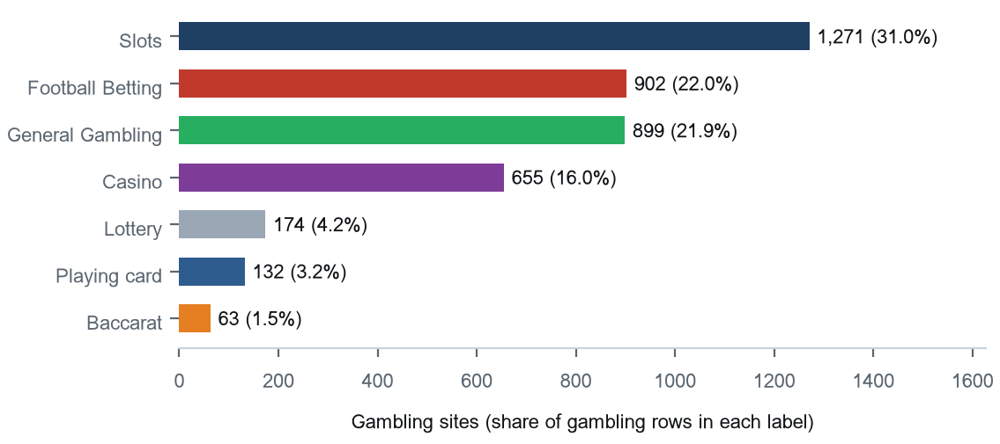 Slots 1,271 (31.0%)
Football Betting 902 (22.0%)
General Gambling 899 (21.9%)
Casino 655 (16.0%)
Lottery 174 (4.2%)
Playing card 132 (3.2%)
Baccarat 63 (1.5%)
0 200 400 600 800 1000 1200 1400 1600
Gambling sites (share of gambling rows in each label)